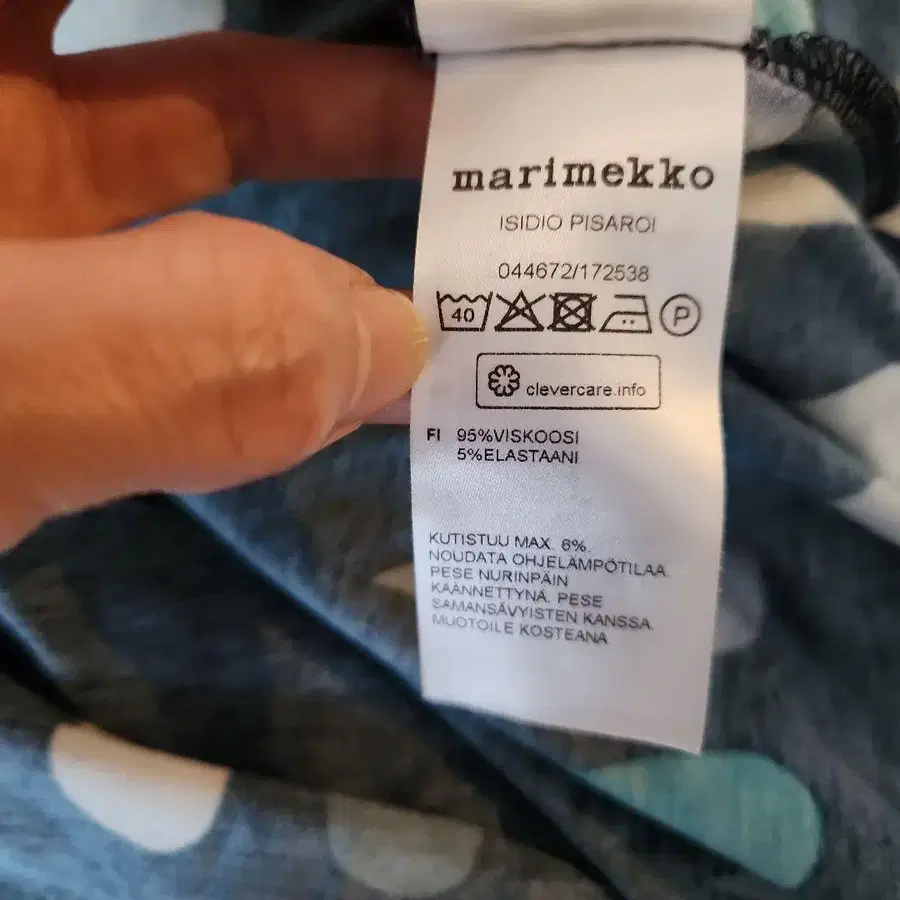 marimekko
ISIDIO PISAROI
044672/172538
40 P
clevercare.info
FI 95%VISKOOSI
5%ELASTAANI
KUTISTUU MAX. 6%.
NOUDATA OHJELÄMPÖTILAA.
PESE NURINPÄIN
KÄÄNNETTYNÄ. PESE
SAMANSÄVYISTEN KANSSA.
MUOTOILE KOSTEANA